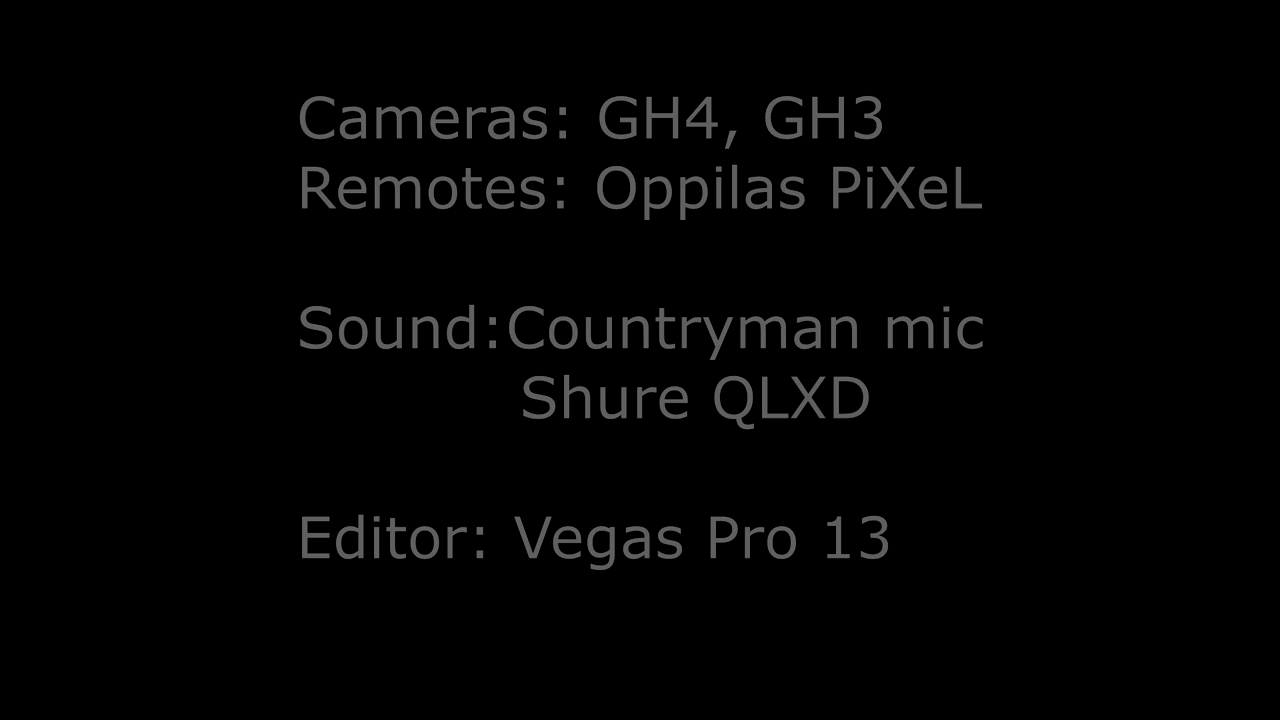 Cameras: GH4, GH3
Remotes: Oppilas PiXeL
Sound:Countryman mic
Shure QLXD
Editor: Vegas Pro 13